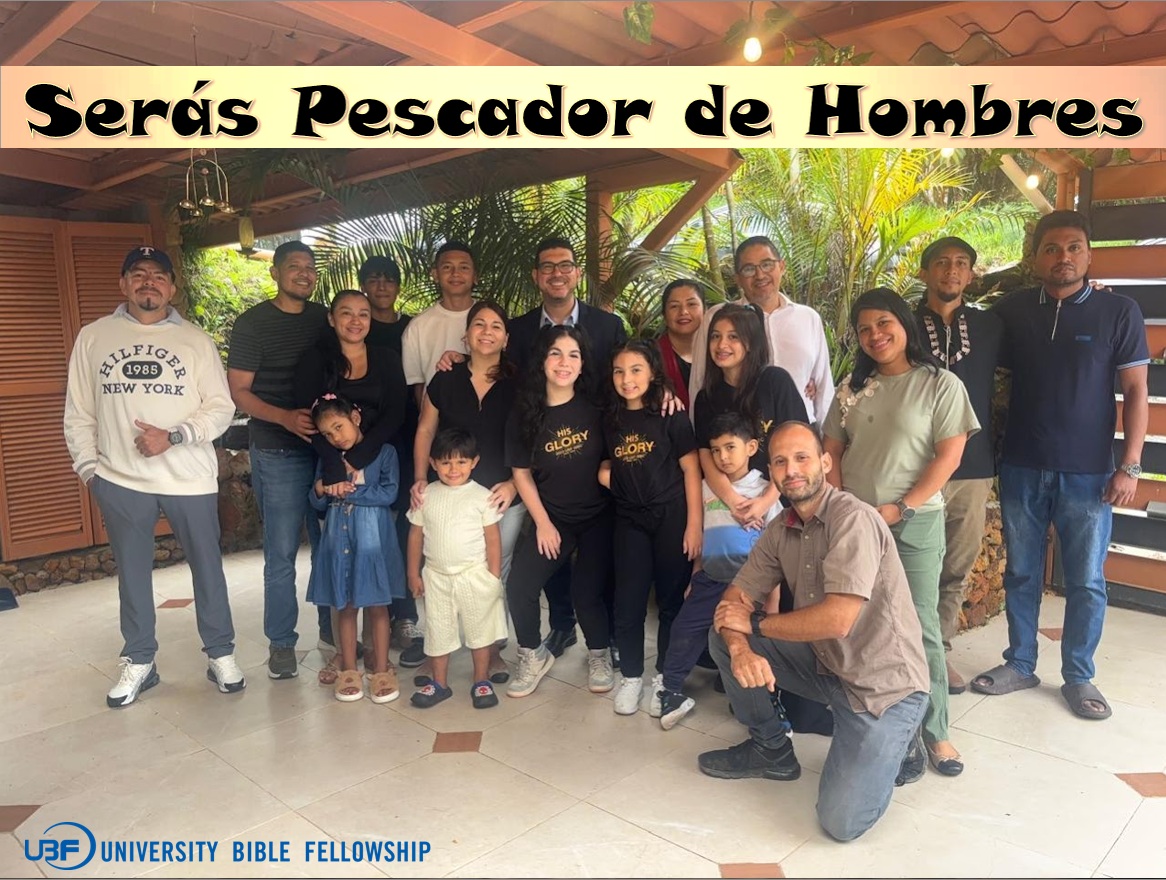 Serás Pescador de Hombres
HILFIGER
1985
NEW YORK
HIS
GLORY
HIS
GLORY
UBF UNIVERSITY BIBLE FELLOWSHIP